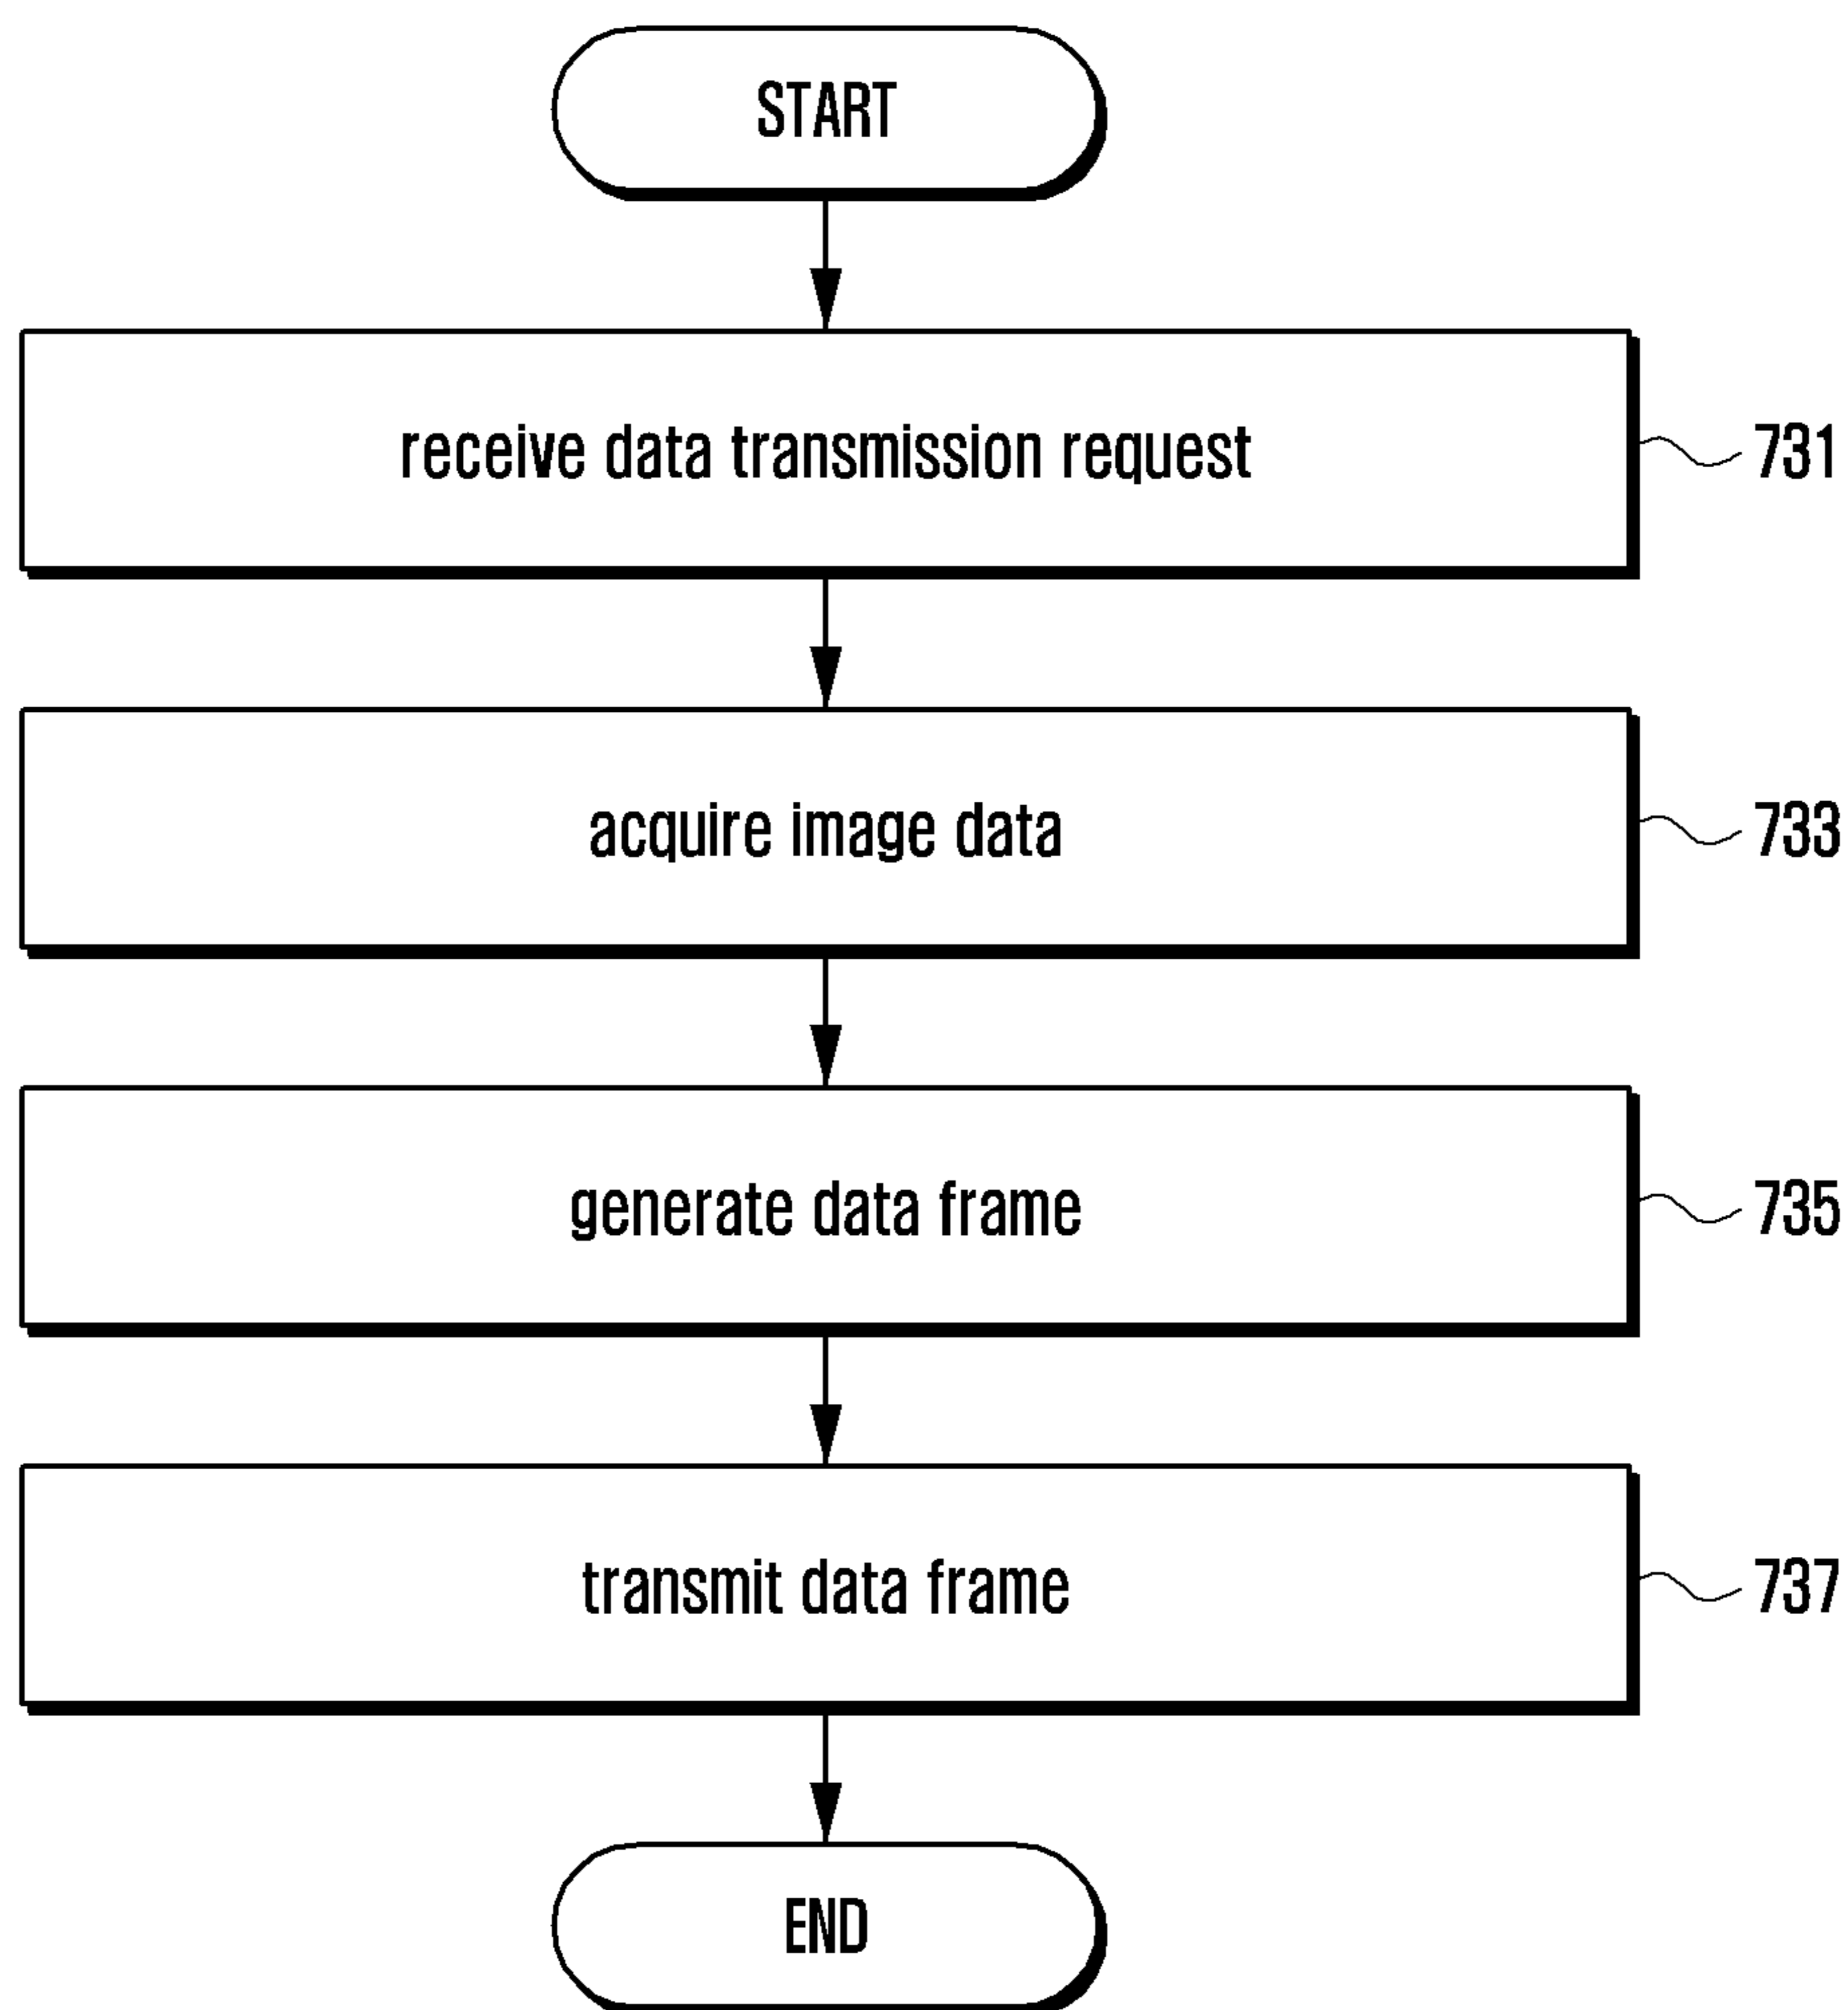 START
receive data transmission request
731
acquire image data
733
generate data frame
735
transmit data frame
737
END